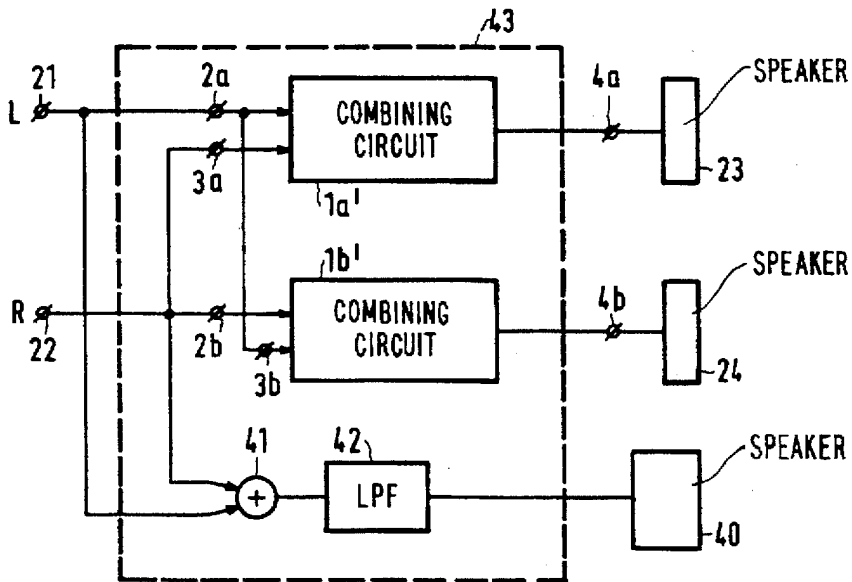 43
21
L
2a
3a
COMBINING
CIRCUIT
1a'
4a
SPEAKER
23
R
22
2b
3b
1b'
COMBINING
CIRCUIT
4b
SPEAKER
24
41
+
42
LPF
SPEAKER
40